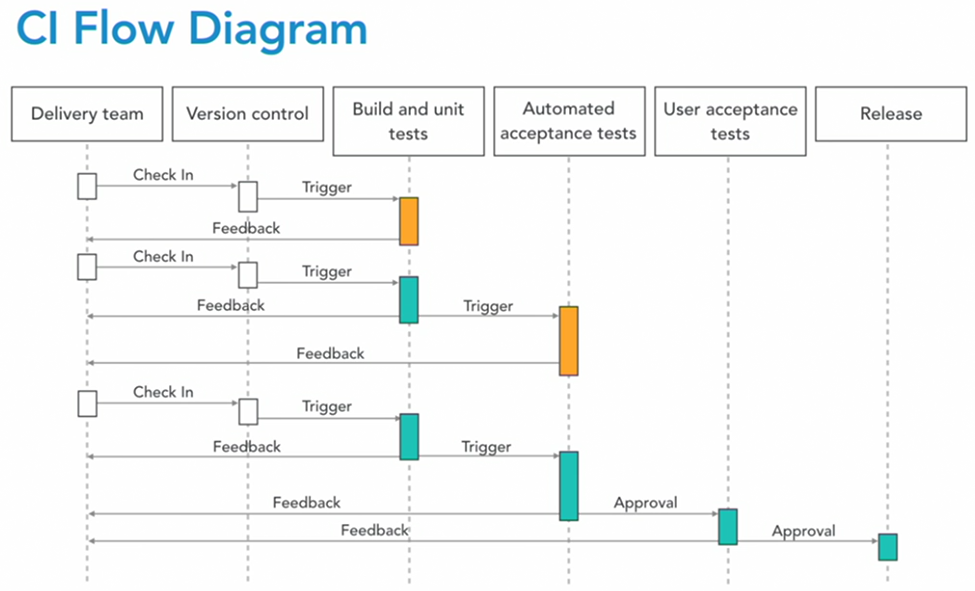 CI Flow Diagram
Delivery team
Version control
Build and unit
tests
Automated
acceptance tests
User acceptance
tests
Release
Check In
Trigger
Feedback
Check In
Trigger
Feedback
Trigger
Feedback
Check In
Trigger
Feedback
Trigger
Feedback
Approval
Feedback
Approval